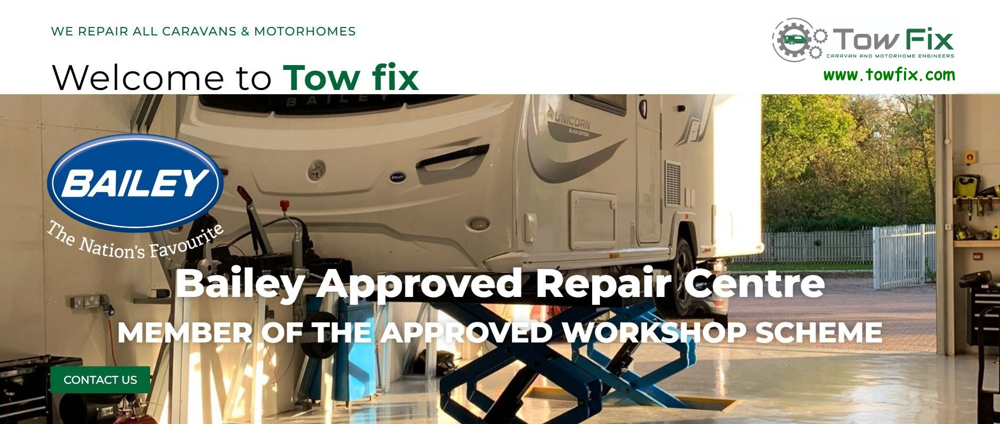 WE REPAIR ALL CARAVANS & MOTORHOMES
Tow Fix
CARAVAN AND MOTORHOME ENGINEERS
www.towfix.com
Welcome to Tow fix
BAILEY
UNICORN
BLACK EDITION
BAILEY
BAILEY
The Nation's Favourite
Bailey Approved Repair Centre
MEMBER OF THE APPROVED WORKSHOP SCHEME
CONTACT US